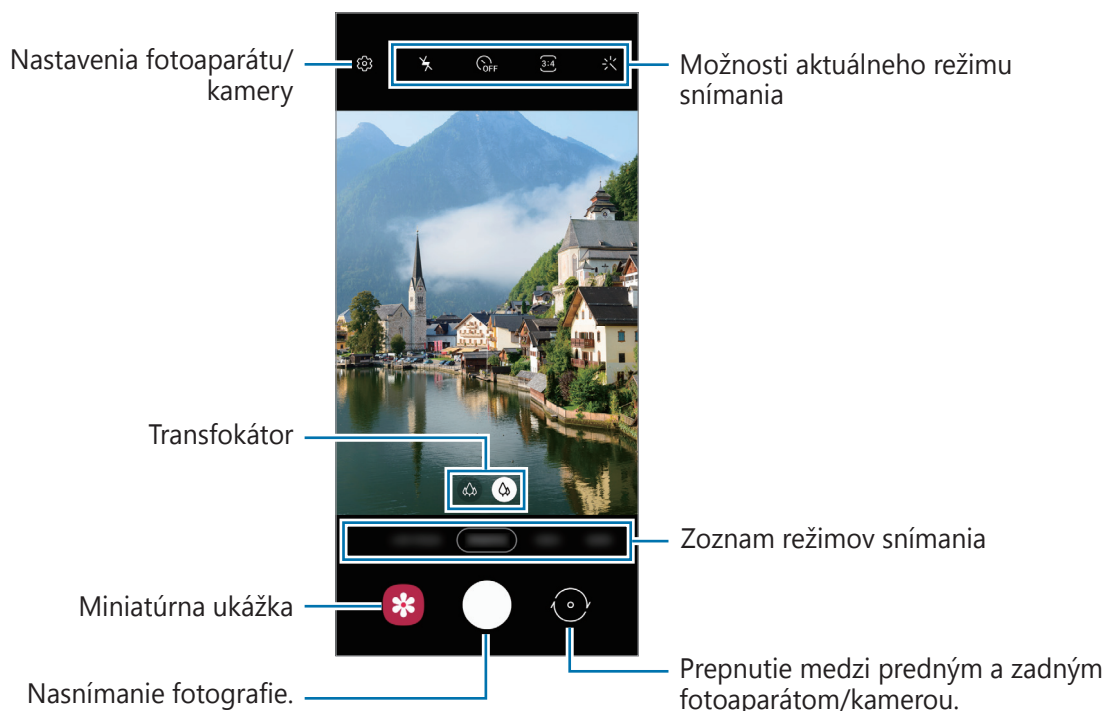 Nastavenia fotoaparátu/
kamery
OFF
3:4
Možnosti aktuálneho režimu
snímania
Transfokátor
Zoznam režimov snímania
Miniatúrna ukážka
Nasnímanie fotografie.
Prepnutie medzi predným a zadným
fotoaparátom/kamerou.